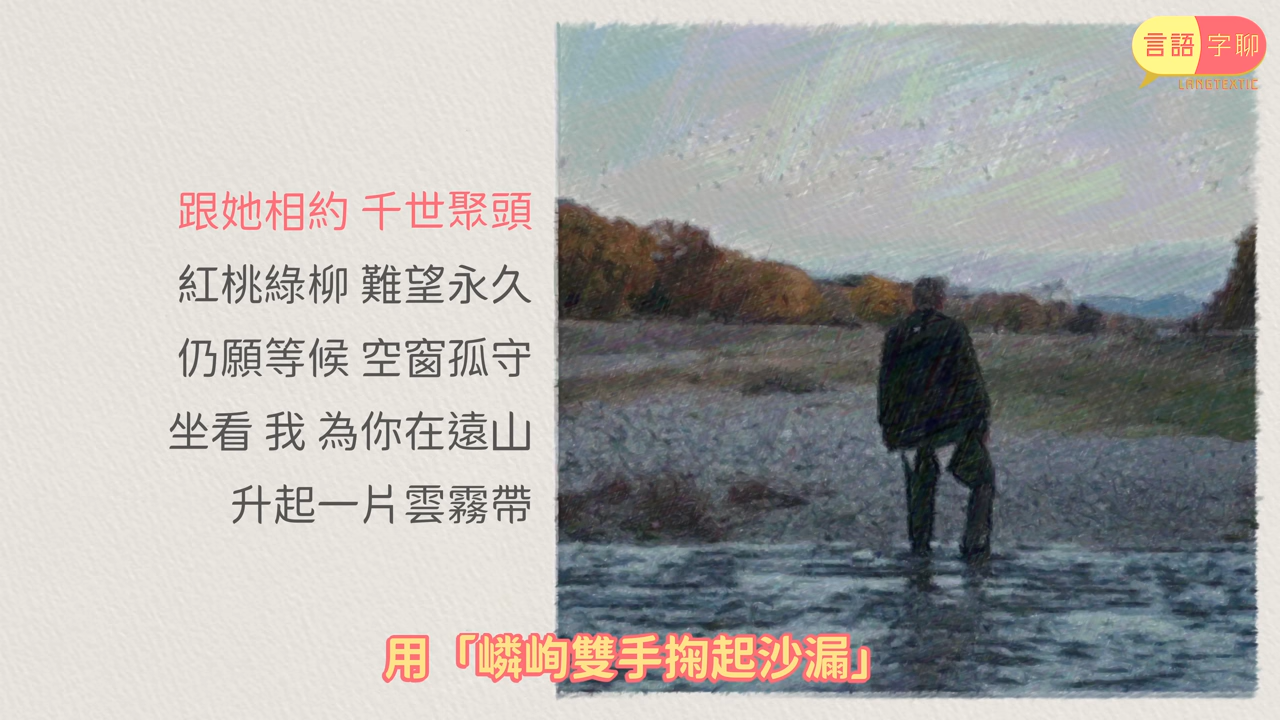 言語字聊
LANGTEXTIC
跟她相約 千世聚頭
紅桃綠柳 難望永久
仍願等候 空窗孤守
坐看 我 為你在遠山
升起一片雲霧帶
用「嶙峋雙手掬起沙漏」